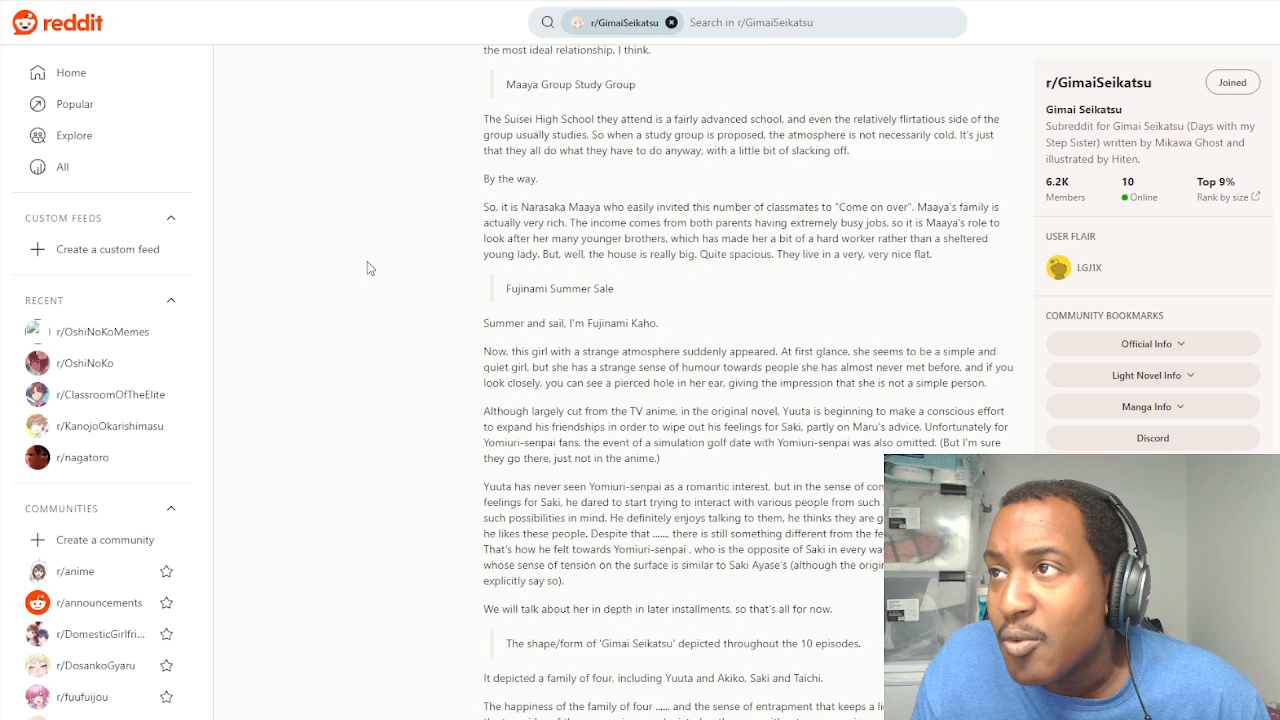 reddit
r/GimaiSeikatsu
Search in r/GimaiSeikatsu
Home
Popular
Explore
All
CUSTOM FEEDS
Create a custom feed
RECENT
r/OshiNoKoMemes
r/OshiNoKo
r/ClassroomOfTheElite
r/KanojoOkarishimasu
r/nagatoro
COMMUNITIES
Create a community
r/anime
r/announcements
r/DomesticGirlfri...
r/DosankoGyaru
r/fuufuijou
the most ideal relationship. I think.
Maaya Group Study Group
The Suisei High School they attend is a fairly advanced school, and even the relatively flirtatious side of the
group usually studies. So when a study group is proposed, the atmosphere is not necessarily cold. It's just
that they all do what they have to do anyway, with a little bit of slacking off.
By the way.
So, it is Narasaka Maaya who easily invited this number of classmates to "Come on over". Maaya's family is
actually very rich. The income comes from both parents having extremely busy jobs, so it is Maaya's role to
look after her many younger brothers, which has made her a bit of a hard worker rather than a sheltered
young lady. But, well, the house is really big. Quite spacious. They live in a very, very nice flat.
Fujinami Summer Sale
Summer and sail, I'm Fujinami Kaho.
Now, this girl with a strange atmosphere suddenly appeared. At first glance, she seems to be a simple and
quiet girl, but she has a strange sense of humour towards people she has almost never met before, and if you
look closely, you can see a pierced hole in her ear, giving the impression that she is not a simple person.
Although largely cut from the TV anime, in the original novel, Yuuta is beginning to make a conscious effort
to expand his friendships in order to wipe out his feelings for Saki, partly on Maru's advice. Unfortunately for
Yomiuri-senpai fans, the event of a simulation golf date with Yomiuri-senpai was also omitted. (But I'm sure
they go there, just not in the anime.)
Yuuta has never seen Yomiuri-senpai as a romantic interest, but in the sense of
feelings for Saki, he dared to start trying to interact with various people from such
such possibilities in mind. He definitely enjoys talking to them, he thinks they are
he likes these people. Despite that ......, there is still something different from the
That's how he felt towards Yomiuri-senpai , who is the opposite of Saki in every
whose sense of tension on the surface is similar to Saki Ayase's (although the
explicitly say so).
We will talk about her in depth in later installments, so that's all for now.
The shape/form of 'Gimai Seikatsu' depicted throughout the 10 episodes.
It depicted a family of four, including Yuuta and Akiko, Saki and Taichi.
The happiness of the family of four ...... and the sense of entrapment that keeps a
r/GimaiSeikatsu
Joined
Gimai Seikatsu
Subreddit for Gimai Seikatsu (Days with my
Step Sister) written by Mikawa Ghost and
illustrated by Hiten.
6.2K 10 Top 9%
Members Online Rank by size
USER FLAIR
LGJ1X
COMMUNITY BOOKMARKS
Official Info
Light Novel Info
Manga Info
Discord